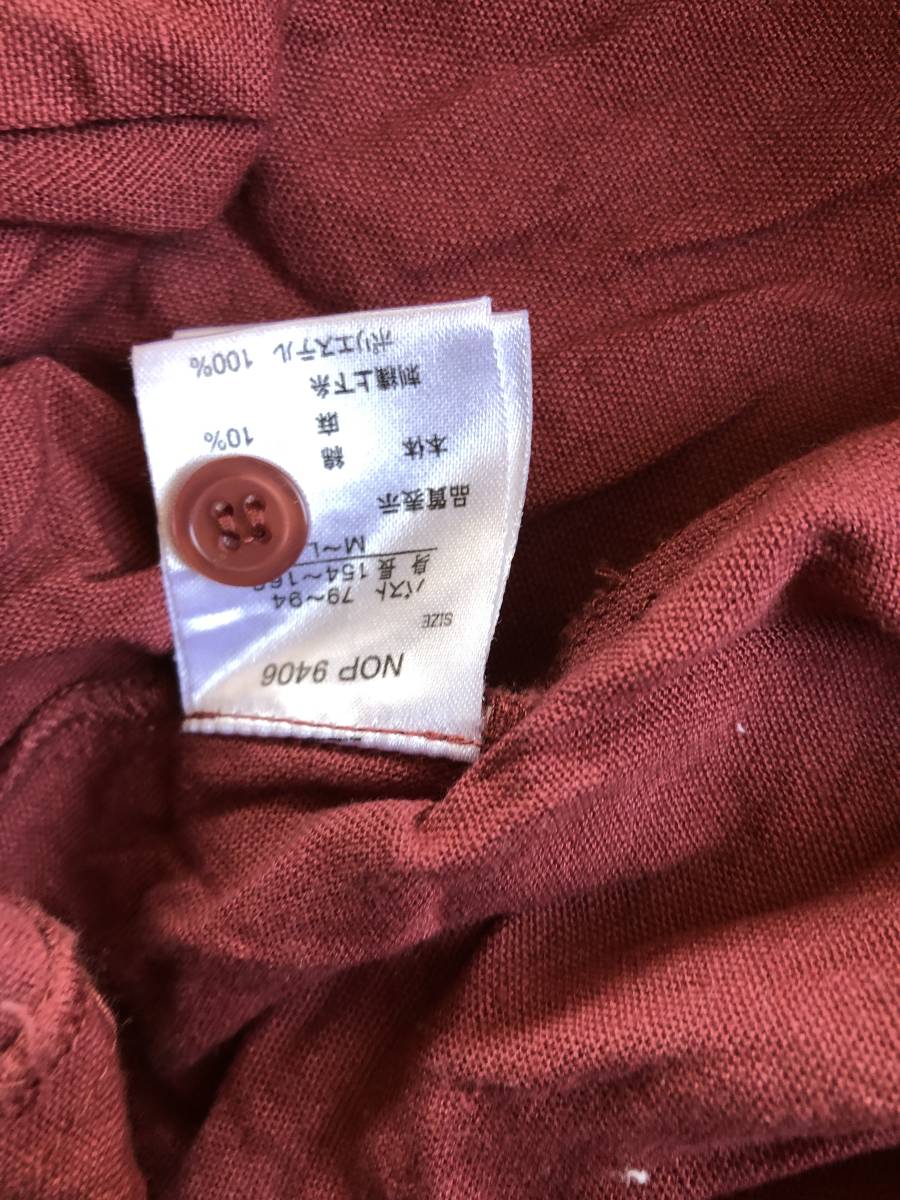 NOP 9406
SIZE
バスト 79～94
身長 154～16
M～L
品質表示
本体 綿
麻 10%
刺繍上下糸
ポリエステル 100%